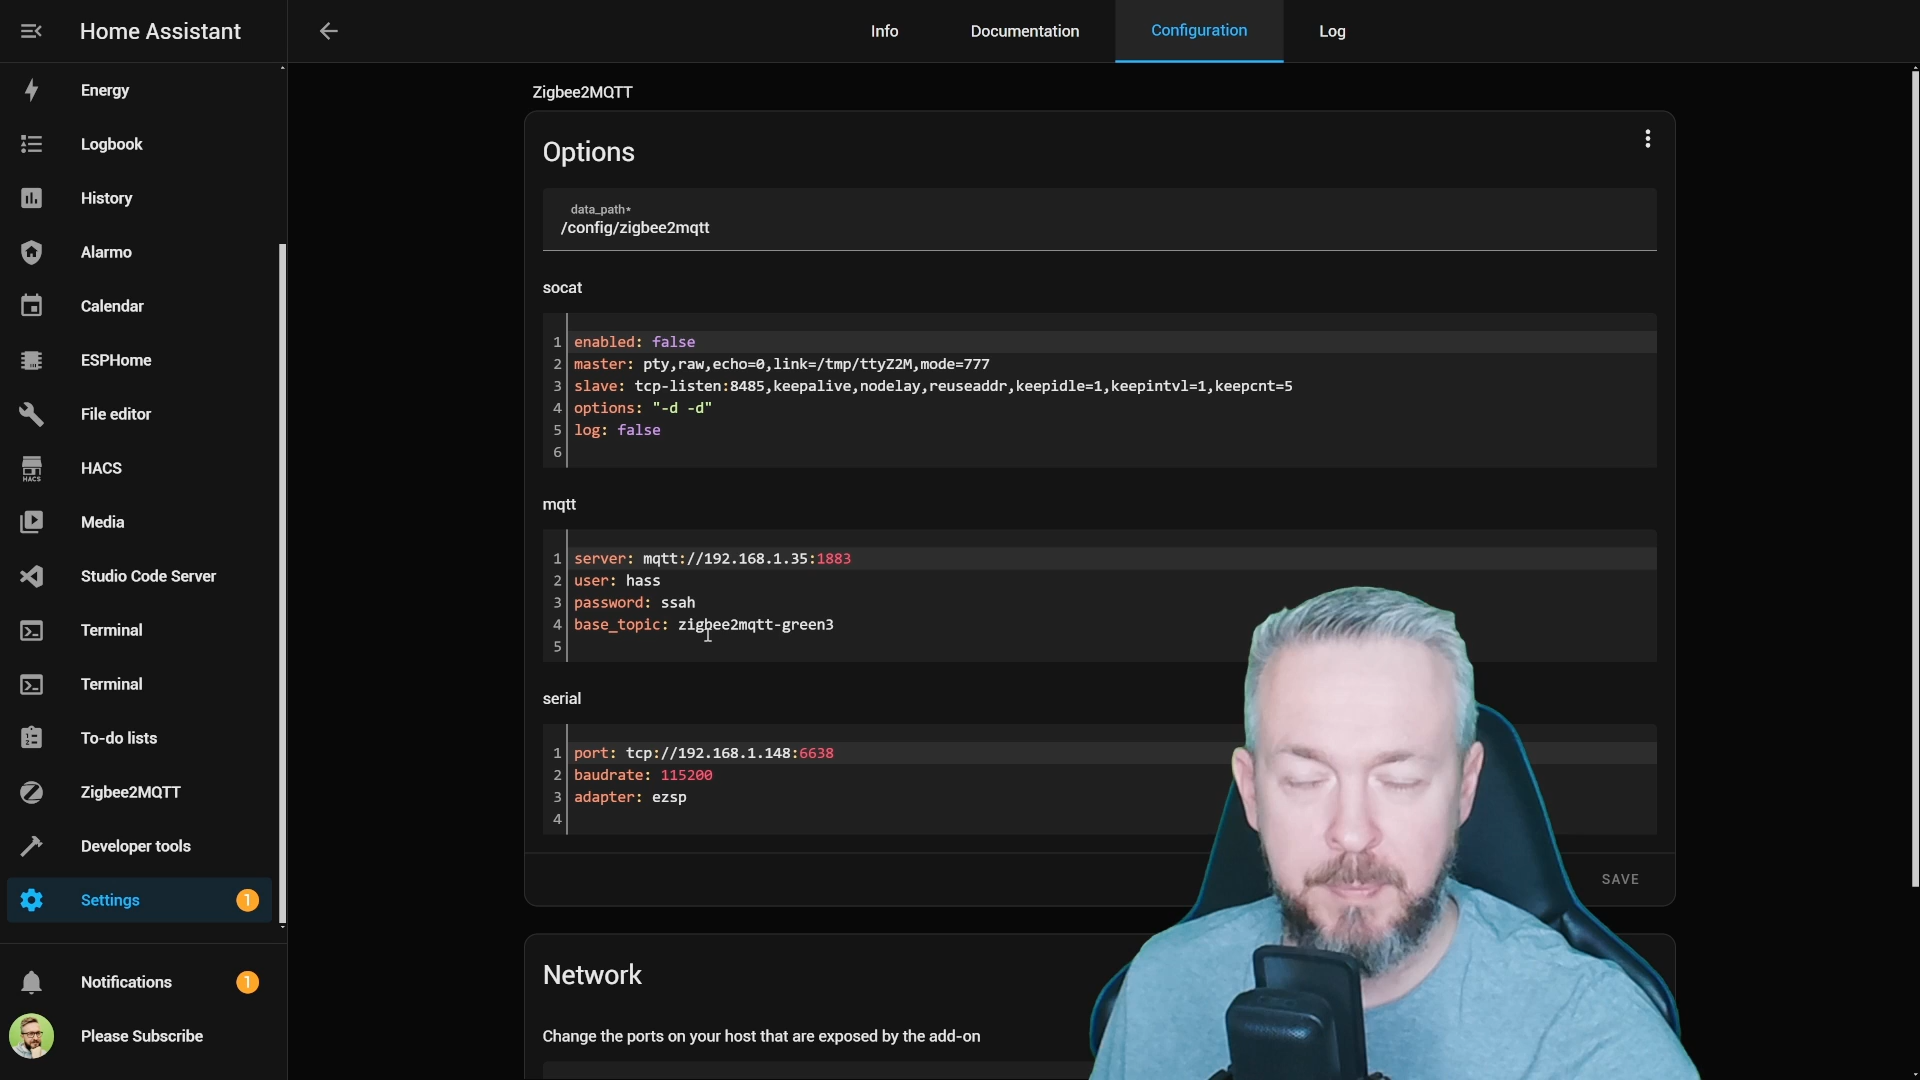 Home Assistant
Info
Documentation
Configuration
Log
Energy
Logbook
History
Alarmo
Calendar
ESPHome
File editor
HACS
HACS
Media
Studio Code Server
Terminal
Terminal
To-do lists
Zigbee2MQTT
Developer tools
Settings
1
Notifications
1
Please Subscribe
Zigbee2MQTT
Options
data_path*
/config/zigbee2mqtt
socat
1 enabled: false
2 master: pty,raw,echo=0,link=/tmp/ttyZ2M,mode=777
3 slave: tcp-listen:8485,keepalive,nodelay,reuseaddr,keepidle=1,keepintvl=1,keepcnt=5
4 options: "-d -d"
5 log: false
6
mqtt
1 server: mqtt://192.168.1.35:1883
2 user: hass
3 password: ssah
4 base_topic: zigbee2mqtt-green3
5
serial
1 port: tcp://192.168.1.148:6638
2 baudrate: 115200
3 adapter: ezsp
4
SAVE
Network
Change the ports on your host that are exposed by the add-on